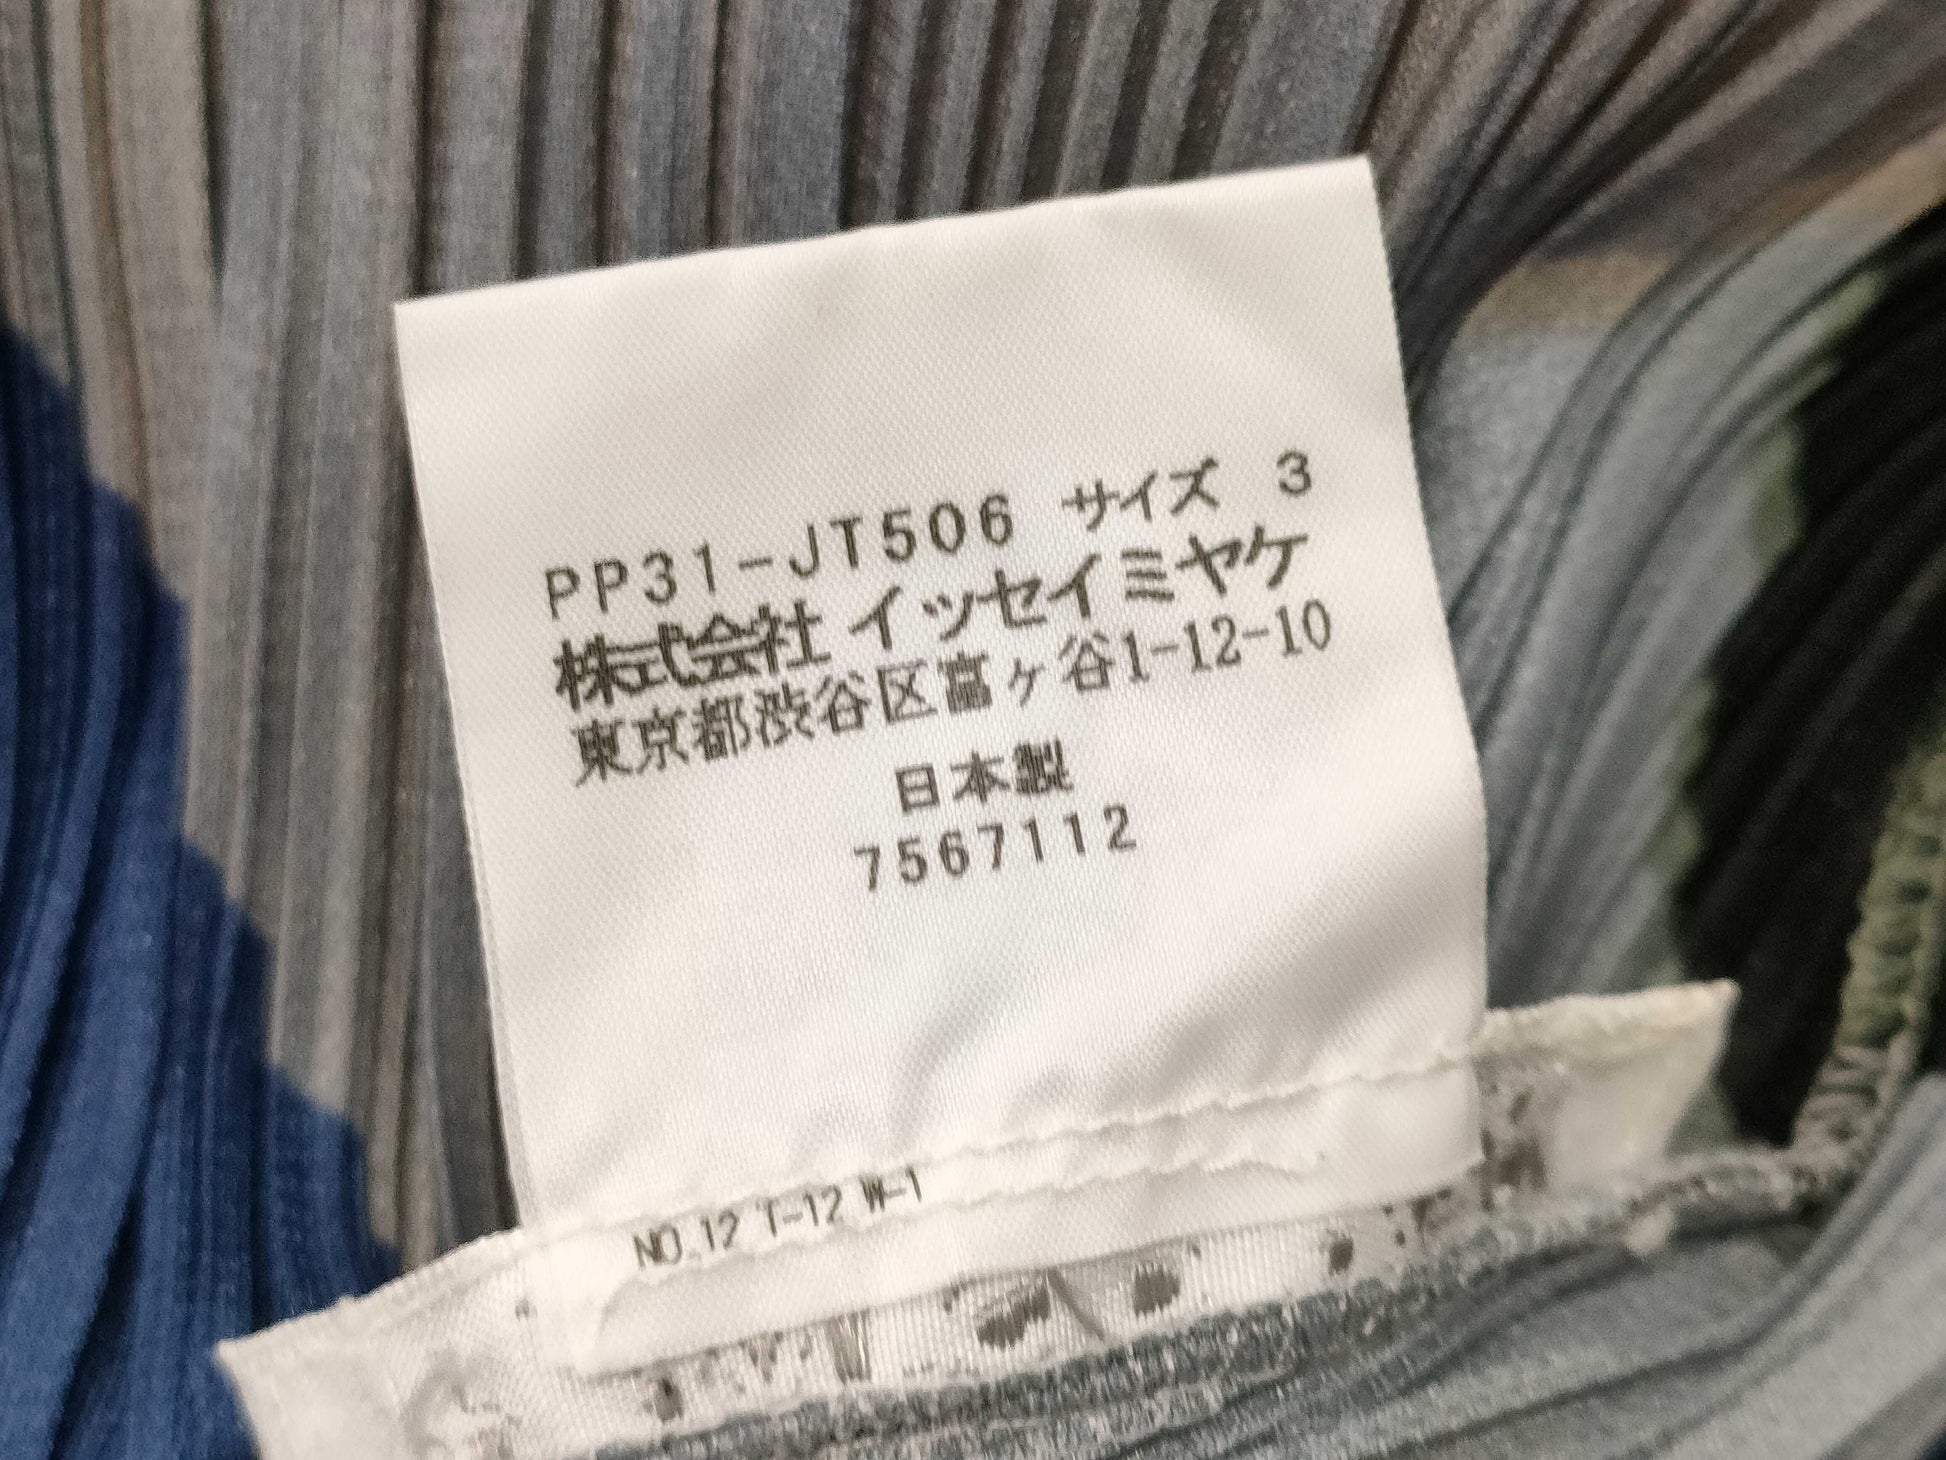 PP31-JT506 サイズ 3
株式会社 イッセイミヤケ
東京都渋谷区富ヶ谷1-12-10
日本製
7567112
NO.12 T-12 W-1